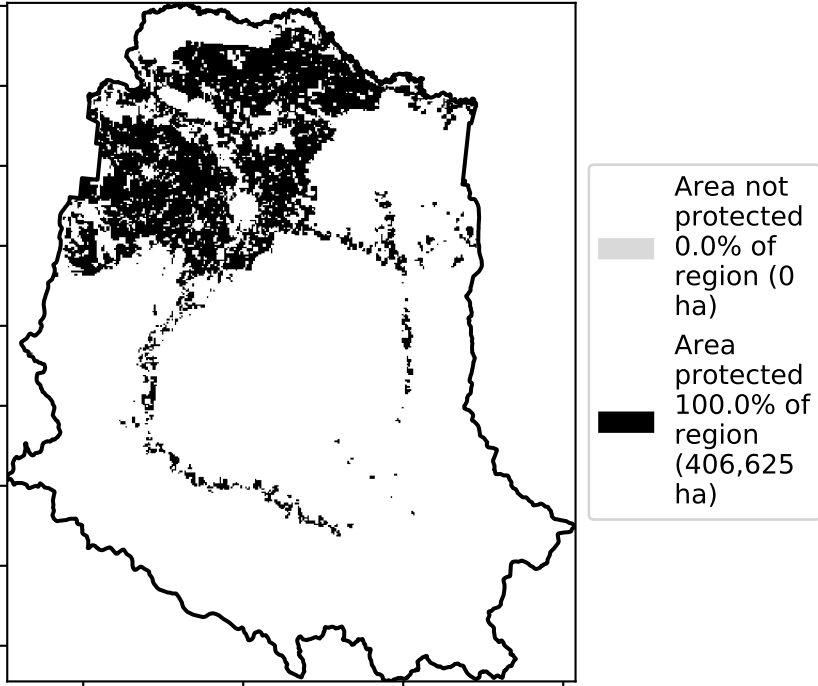 Area not
protected
0.0% of
region (0
ha)
Area
protected
100.0% of
region
(406,625
ha)